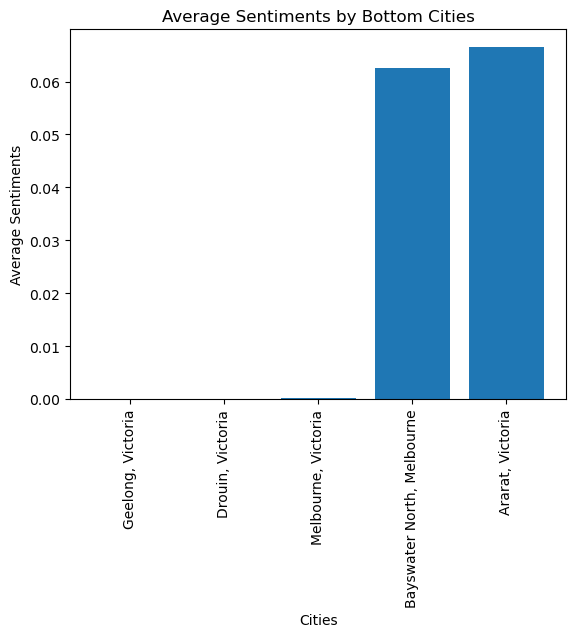 Average Sentiments by Bottom Cities
Average Sentiments
0.06
0.05
0.04
0.03
0.02
0.01
0.00
Geelong, Victoria
Drouin, Victoria
Melbourne, Victoria
Bayswater North, Melbourne
Ararat, Victoria
Cities